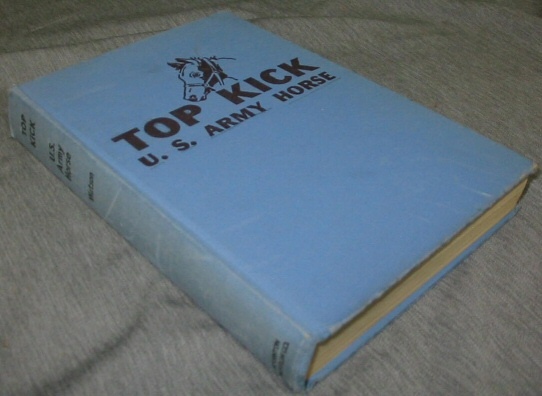 TOP KICK
U. S. ARMY HORSE
TOP
KICK
U.S.
Army
Horse